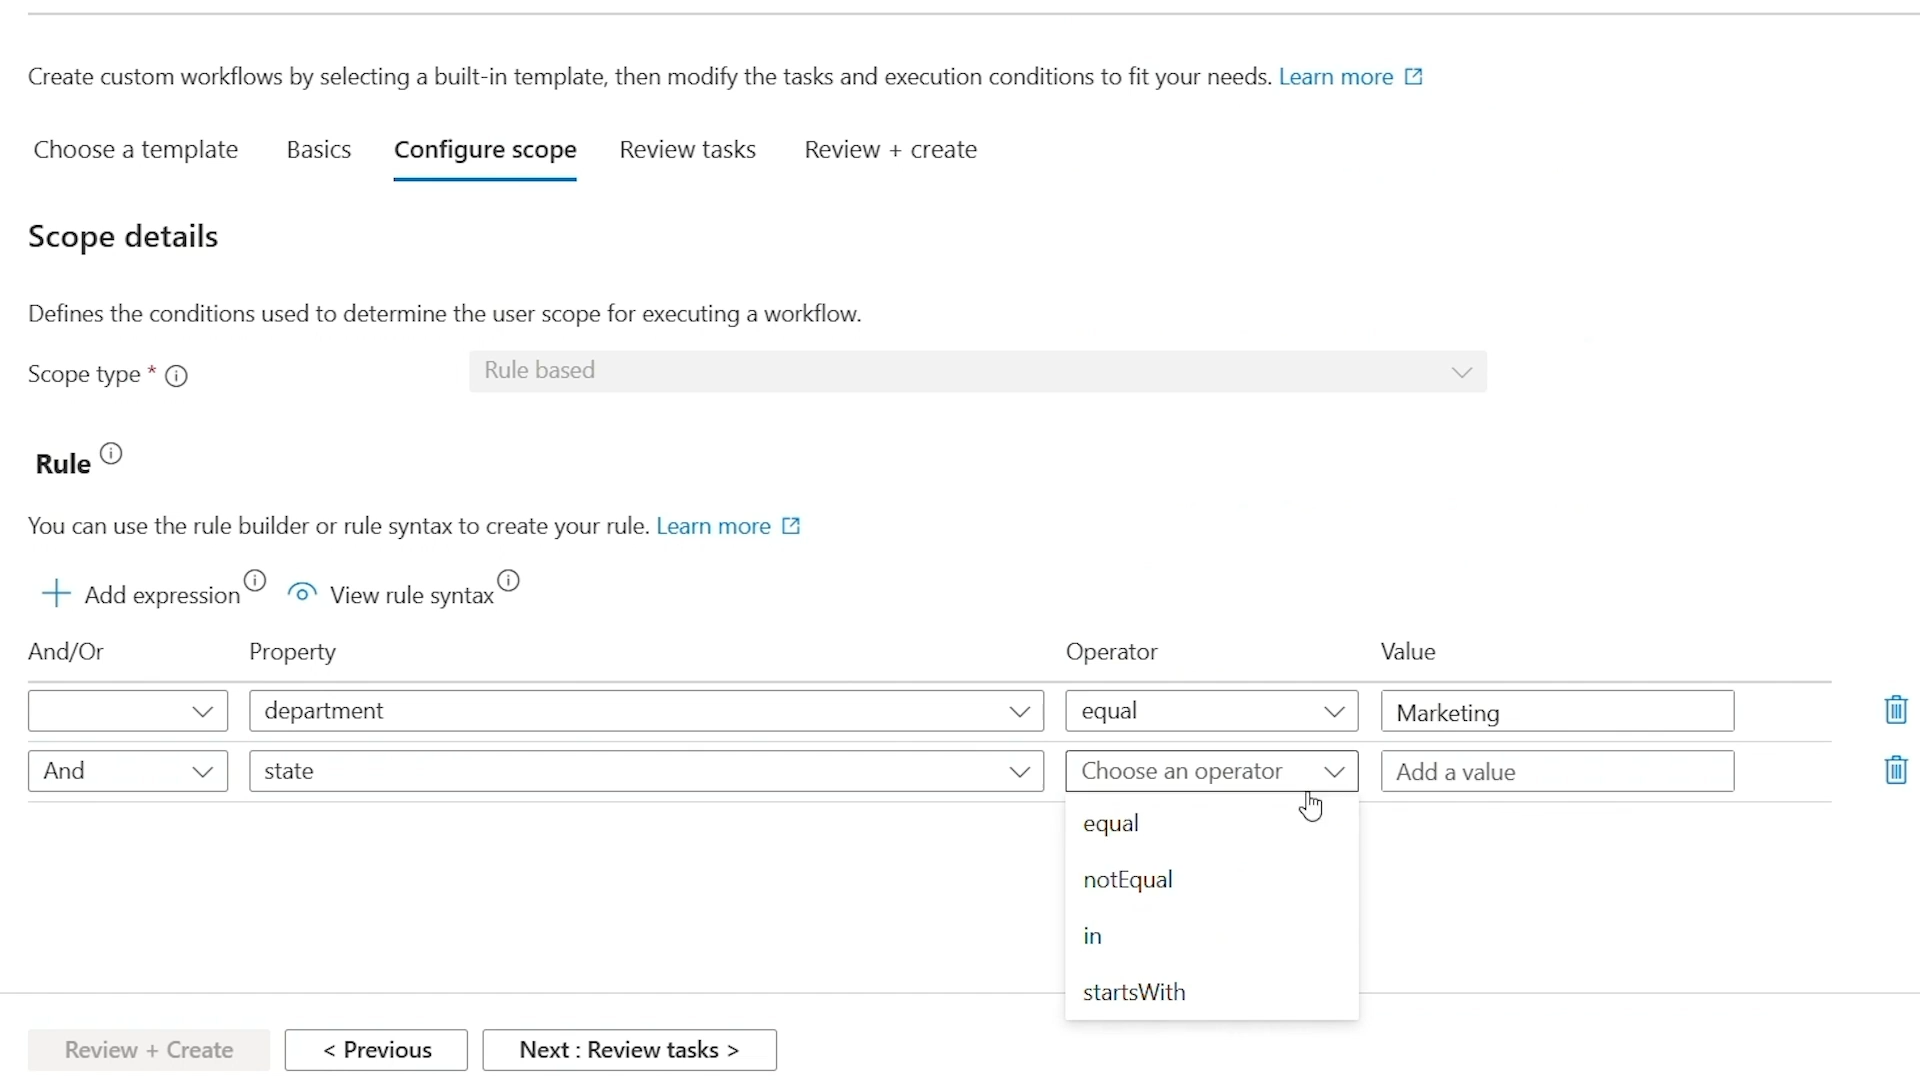 Create custom workflows by selecting a built-in template, then modify the tasks and execution conditions to fit your needs. Learn more
Choose a template Basics Configure scope Review tasks Review + create
Scope details
Defines the conditions used to determine the user scope for executing a workflow.
Scope type * Rule based
Rule
You can use the rule builder or rule syntax to create your rule. Learn more
Add expression View rule syntax
And/Or Property Operator Value
department equal Marketing
And state Choose an operator Add a value
equal
notEqual
in
startsWith
Review + Create < Previous Next : Review tasks >